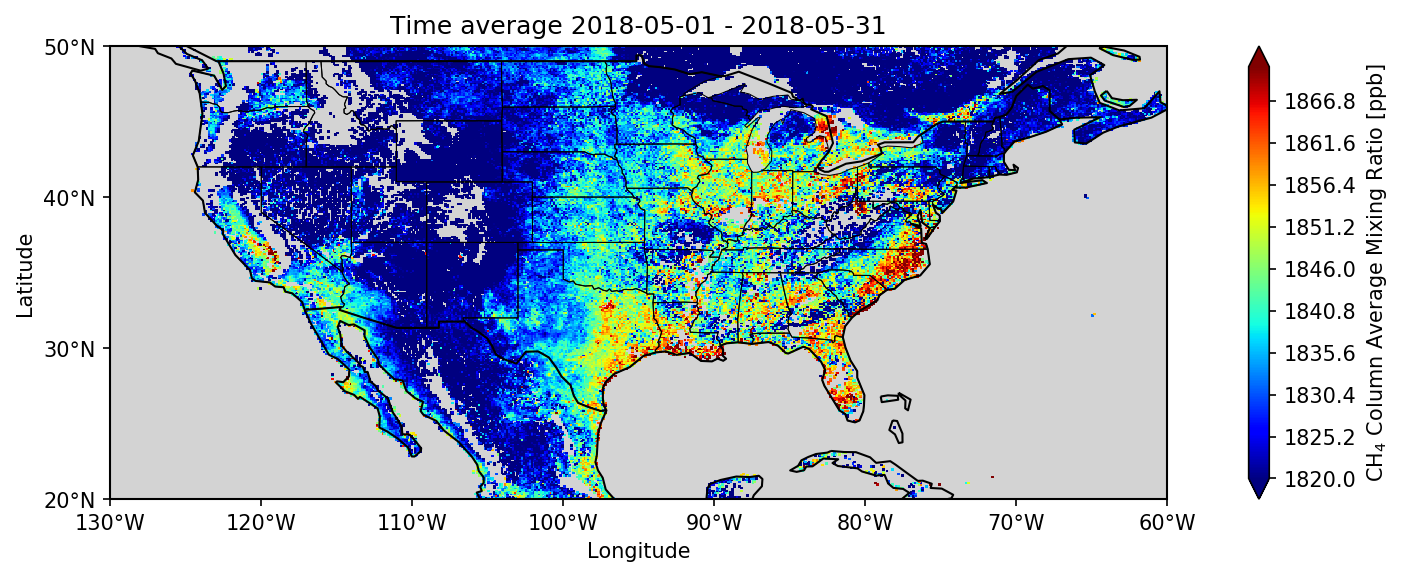 Time average 2018-05-01 - 2018-05-31
50°N
40°N
30°N
20°N
Latitude
130°W
120°W
110°W
100°W
90°W
80°W
70°W
60°W
Longitude
1866.8
1861.6
1856.4
1851.2
1846.0
1840.8
1835.6
1830.4
1825.2
1820.0
CH₄ Column Average Mixing Ratio [ppb]